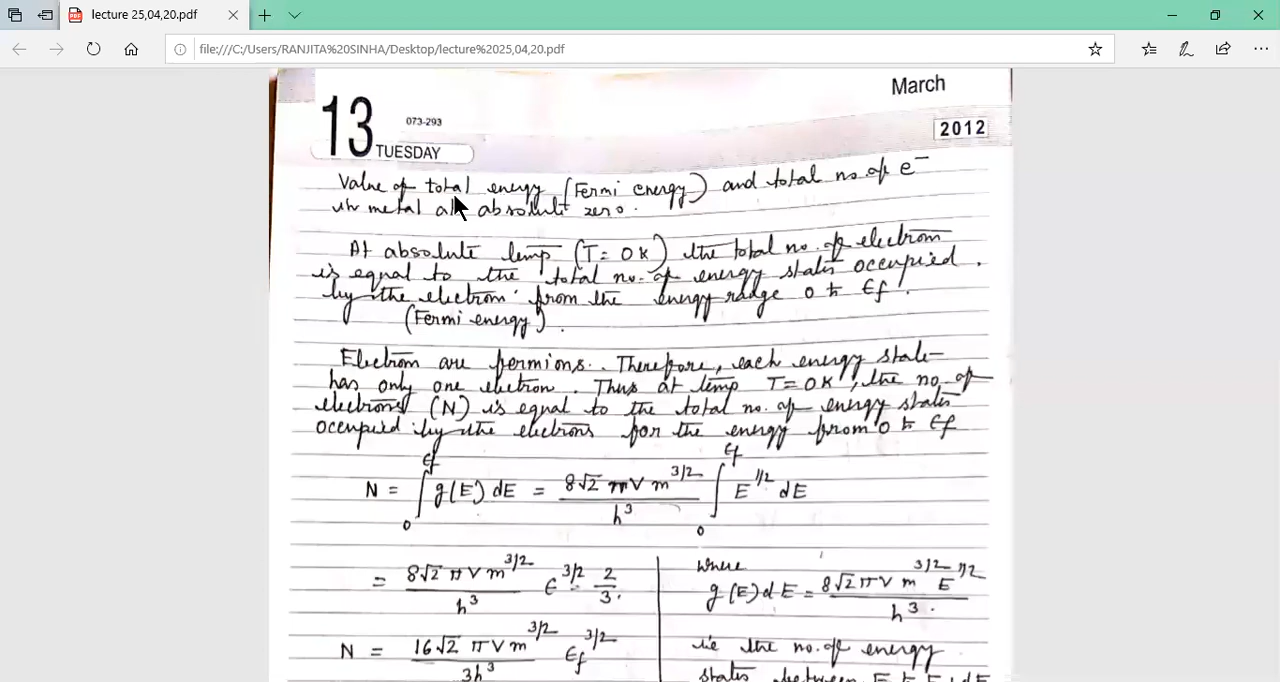 lecture 25,04,20.pdf
file:///C:/Users/RANJITA%20SINHA/Desktop/lecture%2025,04,20.pdf
March
13
073-293
TUESDAY
2012
Value of total energy (Fermi energy) and total no. of e⁻
metal at absolute zero.
At absolute temp (T = 0 K) the total no. of electron
is equal to the total no. of energy states occupied.
by the electron from the energy range 0 to Ef.
(Fermi energy).
Electron are fermions. Therefore, each energy state
has only one electron. Thus at temp T = 0 K, the no. of
electrons (N) is equal to the total no. of energy states
occupied by the electrons for the energy from 0 to Ef
N = ∫₀^Ef g(E) dE = 8√2 πV m^3/2 / h³ ∫₀^Ef E^1/2 dE
= 8√2 πV m^3/2 / h³ E^3/2 2/3.
where
g(E)dE = 8√2 πV m^3/2 E^1/2 / h³.
N = 16√2 πV m^3/2 / 3h³ Ef^3/2
ie the no. of energy
states between E to E + dE